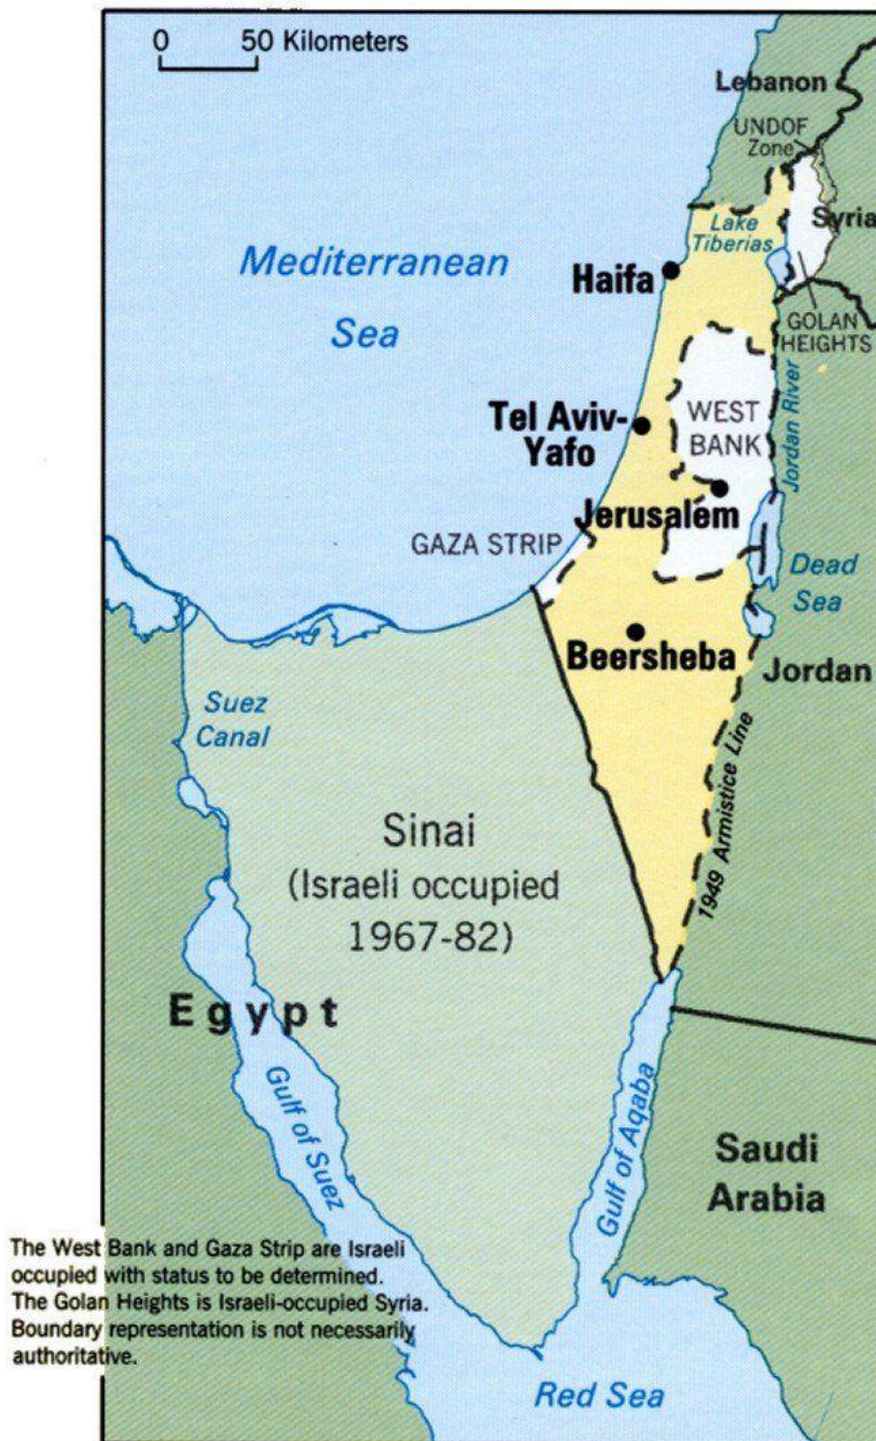 0 50 Kilometers
Lebanon
UNDOF
Zone
Syria
Lake
Tiberias
Mediterranean
Sea
Haifa
GOLAN
HEIGHTS
Tel Aviv-
Yafo
WEST
BANK
Jordan River
Jerusalem
GAZA STRIP
Dead
Sea
Beersheba
Jordan
Suez
Canal
1949 Armistice Line
Sinai
(Israeli occupied
1967-82)
Egypt
Gulf of Suez
Gulf of Aqaba
Saudi
Arabia
The West Bank and Gaza Strip are Israeli
occupied with status to be determined.
The Golan Heights is Israeli-occupied Syria.
Boundary representation is not necessarily
authoritative.
Red Sea